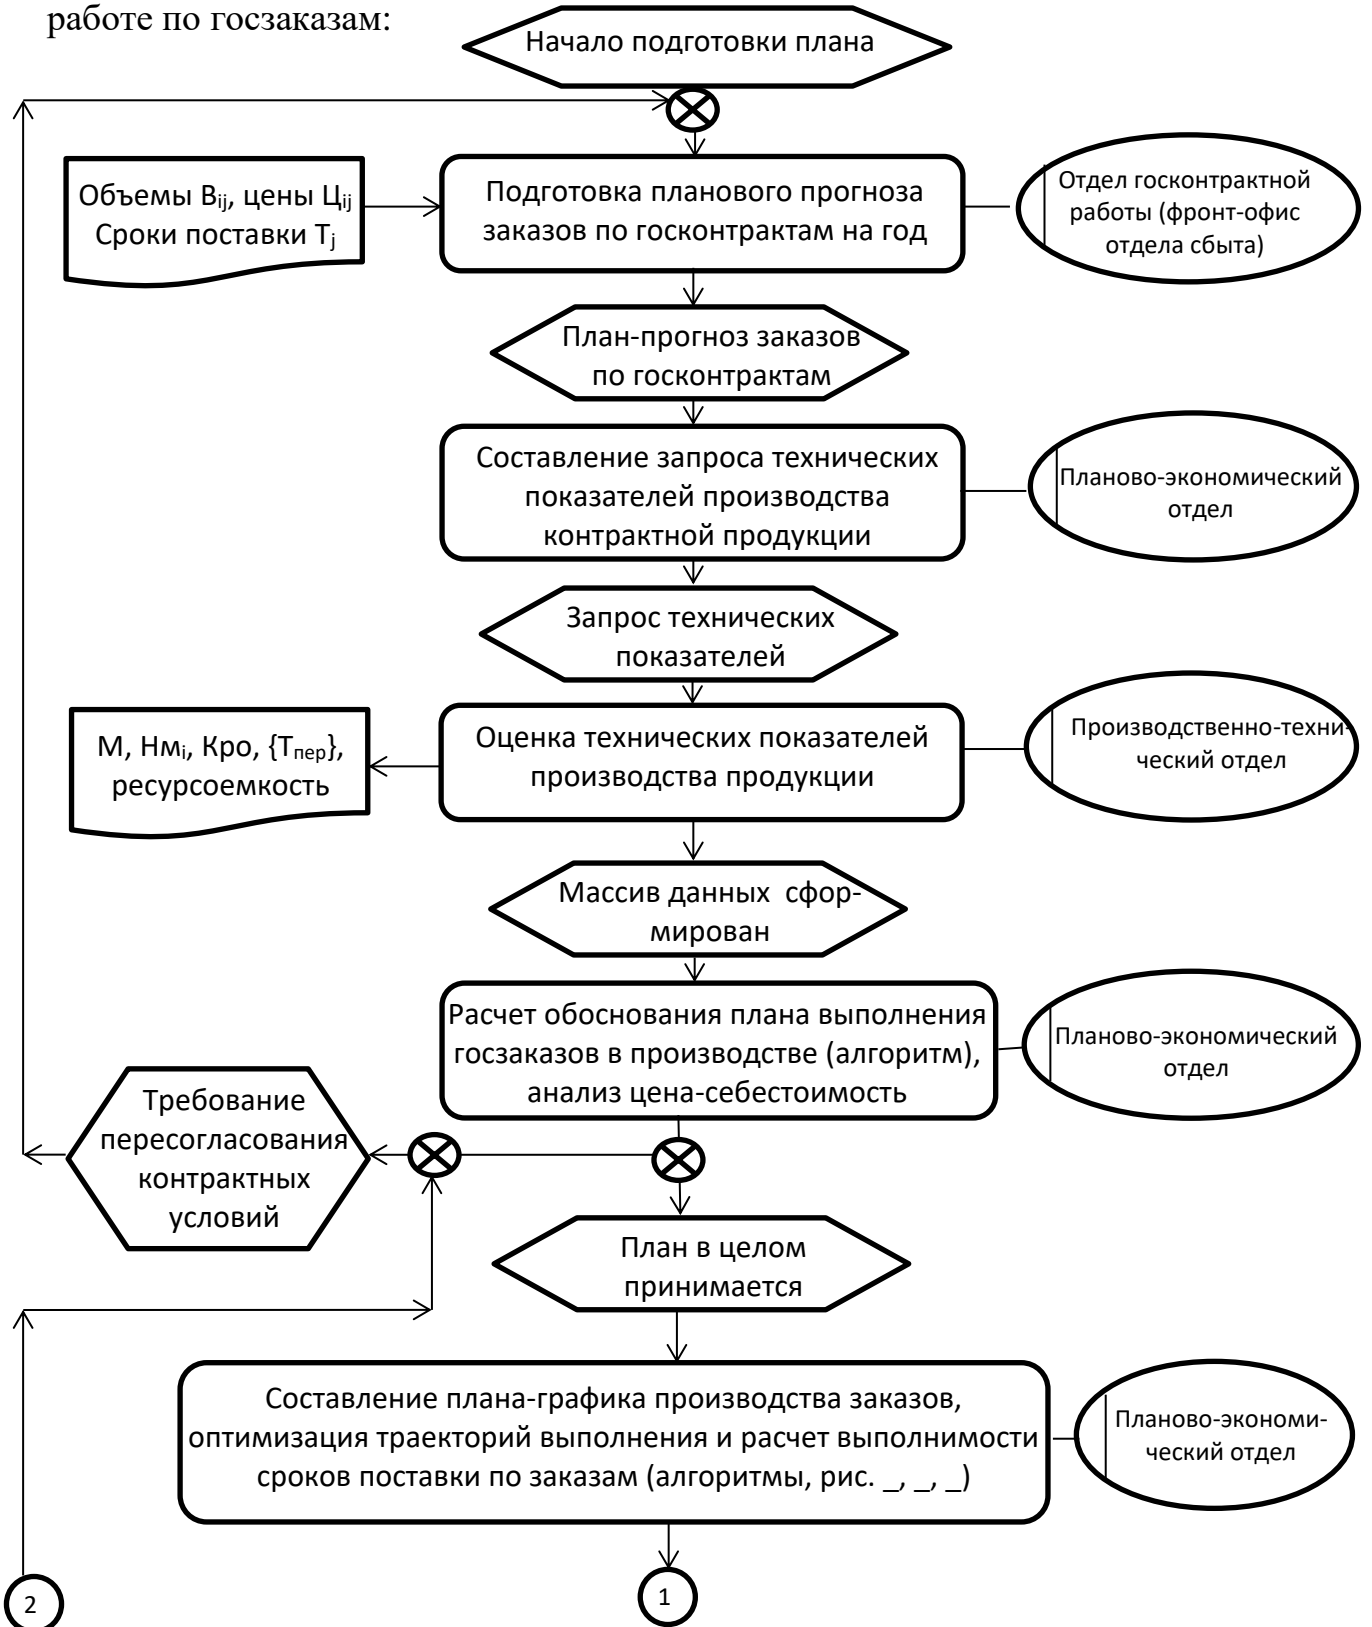 работе по госзаказам:
Начало подготовки плана
Объемы Bij, цены Цij
Сроки поставки Tj
Подготовка планового прогноза
заказов по госконтрактам на год
Отдел госконтрактной
работы (фронт-офис
отдела сбыта)
План-прогноз заказов
по госконтрактам
Составление запроса технических
показателей производства
контрактной продукции
Планово-экономический
отдел
Запрос технических
показателей
М, Нмi, Кро, {Тпер},
ресурсоемкость
Оценка технических показателей
производства продукции
Производственно-техни-
ческий отдел
Массив данных сфор-
мирован
Расчет обоснования плана выполнения
госзаказов в производстве (алгоритм),
анализ цена-себестоимость
Планово-экономический
отдел
Требование
пересогласования
контрактных
условий
План в целом
принимается
Составление плана-графика производства заказов,
оптимизация траекторий выполнения и расчет выполнимости
сроков поставки по заказам (алгоритмы, рис. _, _, _)
Планово-экономи-
ческий отдел
2
1